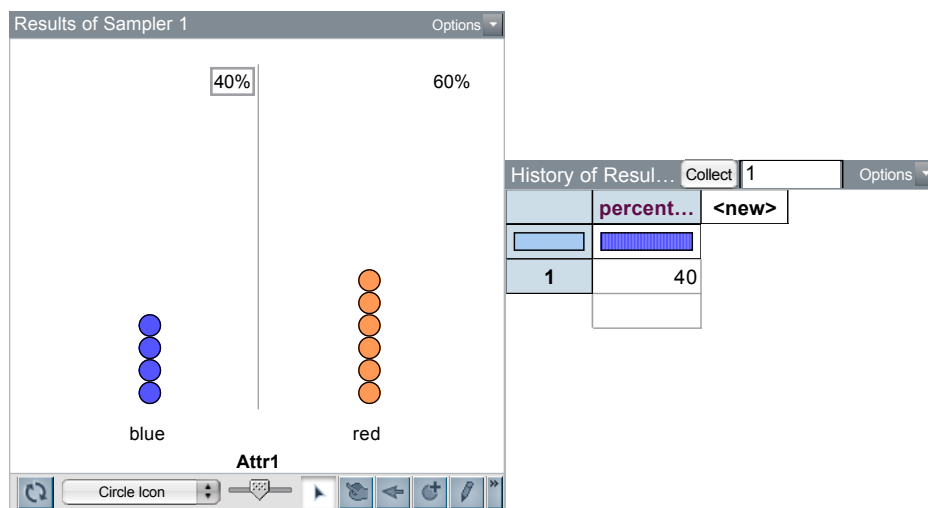 Results of Sampler 1 Options
40% 60%
blue red
Attr1
Circle Icon »
History of Resul... Collect 1 Options
percent... <new>
1 40